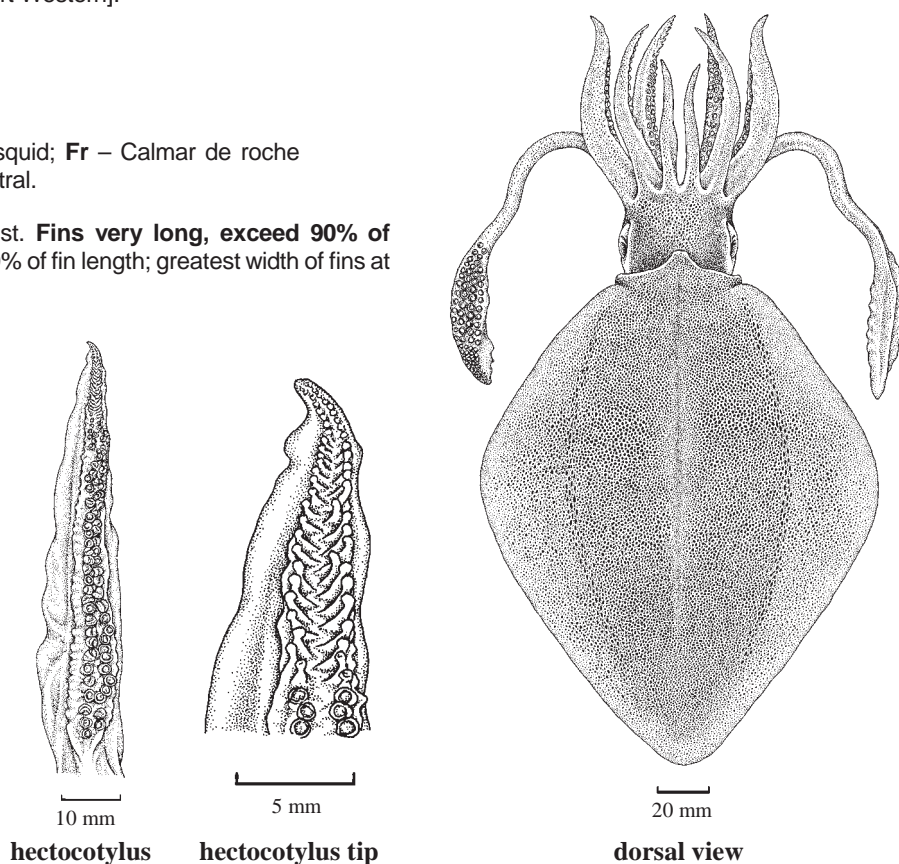 Western].
squid; Fr – Calmar de roche
tral.
st. Fins very long, exceed 90% of
% of fin length; greatest width of fins at
10 mm
5 mm
20 mm
hectocotylus
hectocotylus tip
dorsal view